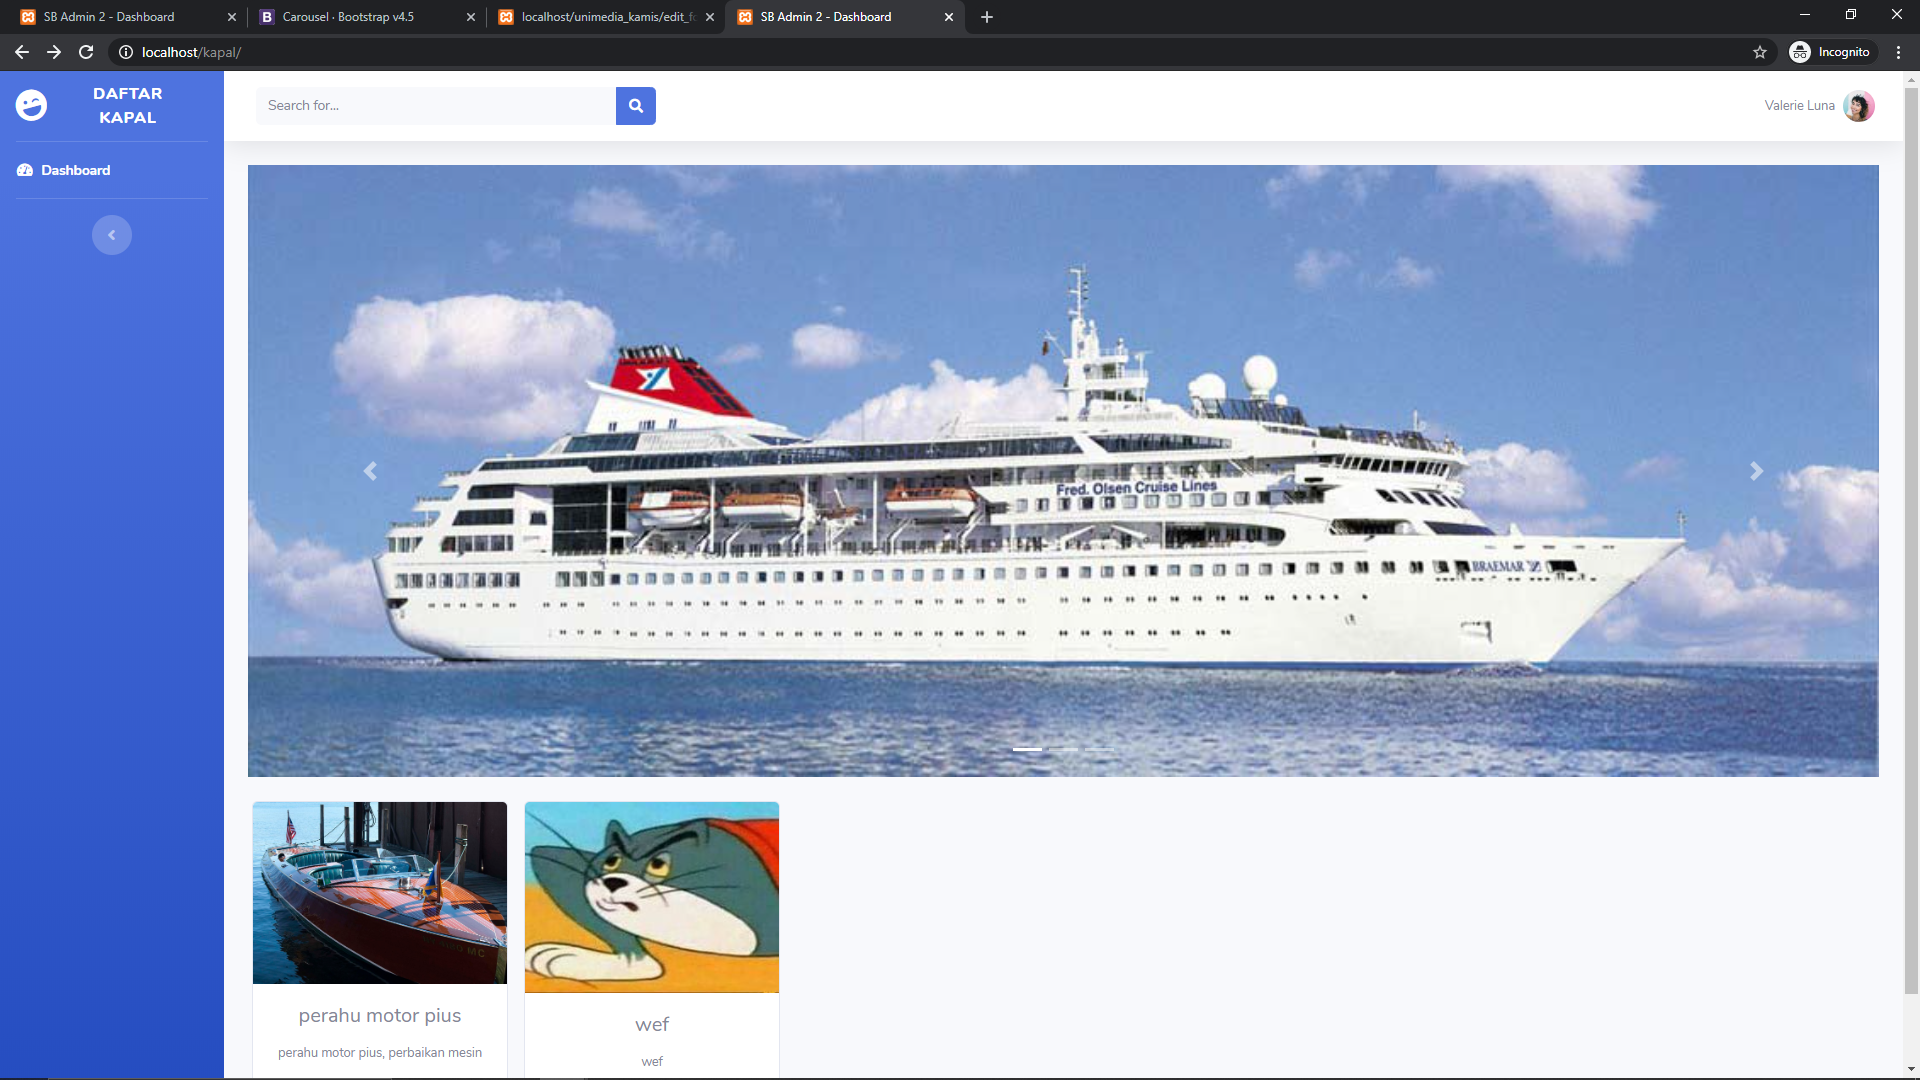 SB Admin 2 - Dashboard
Carousel · Bootstrap v4.5
localhost/unimedia_kamis/edit_fo
SB Admin 2 - Dashboard
localhost/kapal/
Incognito
DAFTAR
KAPAL
Search for...
Valerie Luna
Dashboard
Fred. Olsen Cruise Lines
BRAEMAR
perahu motor pius
perahu motor pius, perbaikan mesin
wef
wef